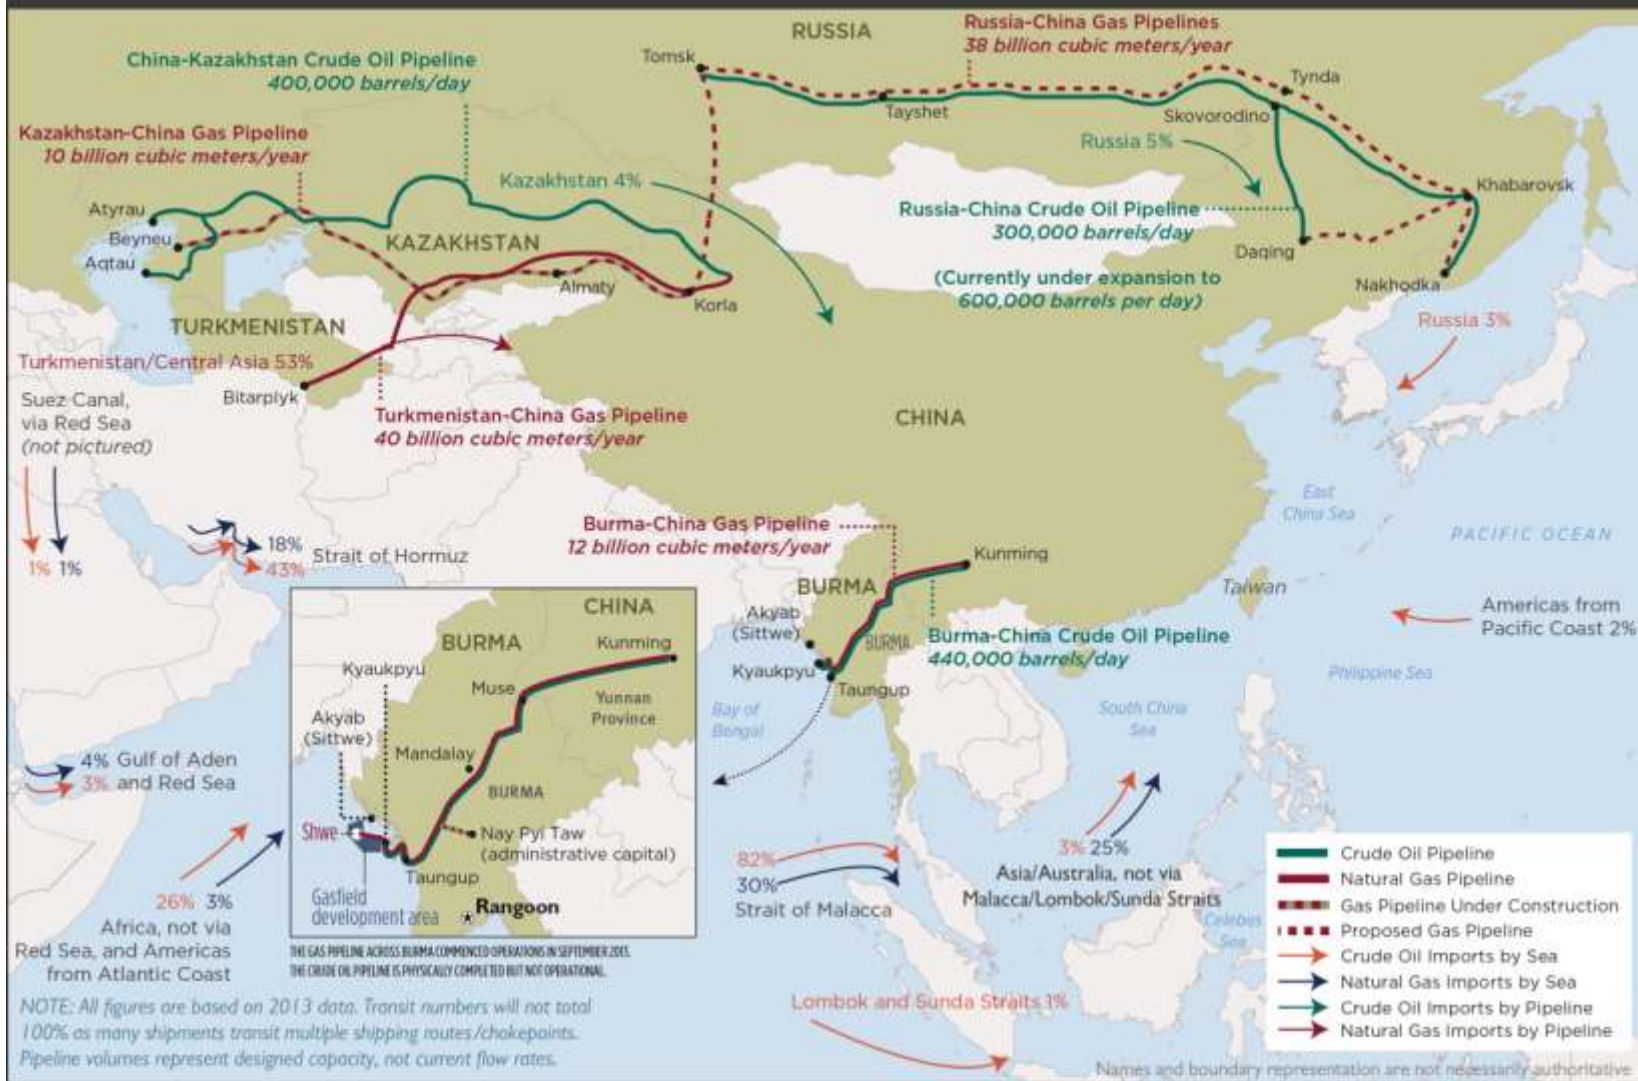 RUSSIA
Russia-China Gas Pipelines
38 billion cubic meters/year
China-Kazakhstan Crude Oil Pipeline
400,000 barrels/day
Tomsk
Tayshet
Tynda
Skovorodino
Kazakhstan-China Gas Pipeline
10 billion cubic meters/year
Russia 5%
Kazakhstan 4%
Khabarovsk
Atyrau
Beyneu
Aqtau
KAZAKHSTAN
Russia-China Crude Oil Pipeline
300,000 barrels/day
(Currently under expansion to
600,000 barrels per day)
Daqing
Nakhodka
Almaty
Korla
TURKMENISTAN
Russia 3%
Turkmenistan/Central Asia 53%
Bitarplyk
Suez Canal,
via Red Sea
(not pictured)
Turkmenistan-China Gas Pipeline
40 billion cubic meters/year
CHINA
East
China Sea
PACIFIC OCEAN
1% 1%
18%
43%
Strait of Hormuz
Burma-China Gas Pipeline
12 billion cubic meters/year
Kunming
BURMA
Taiwan
Akyab
(Sittwe)
BURMA
Kyaukpyu
Taungup
Burma-China Crude Oil Pipeline
440,000 barrels/day
Americas from
Pacific Coast 2%
Philippine Sea
Bay of
Bengal
South China
Sea
CHINA
BURMA
Kunming
Kyaukpyu
Muse
Yunnan
Province
Akyab
(Sittwe)
Mandalay
BURMA
Shwe
Nay Pyi Taw
(administrative capital)
Taungup
Gasfield
development area
Rangoon
4% Gulf of Aden
3% and Red Sea
26% 3%
Africa, not via
Red Sea, and Americas
from Atlantic Coast
THE GAS PIPELINE ACROSS BURMA COMMENCED OPERATIONS IN SEPTEMBER 2013.
THE CRUDE OIL PIPELINE IS PHYSICALLY COMPLETED BUT NOT OPERATIONAL.
82%
30%
Strait of Malacca
3% 25%
Asia/Australia, not via
Malacca/Lombok/Sunda Straits
Celebes
Sea
Lombok and Sunda Straits 1%
NOTE: All figures are based on 2013 data. Transit numbers will not total
100% as many shipments transit multiple shipping routes/chokepoints.
Pipeline volumes represent designed capacity, not current flow rates.
Crude Oil Pipeline
Natural Gas Pipeline
Gas Pipeline Under Construction
Proposed Gas Pipeline
Crude Oil Imports by Sea
Natural Gas Imports by Sea
Crude Oil Imports by Pipeline
Natural Gas Imports by Pipeline
Names and boundary representation are not necessarily authoritative